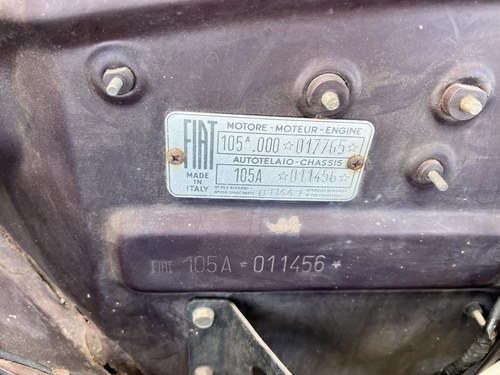 FIAT
MADE IN
ITALY
MOTORE - MOTEUR - ENGINE
105ᴬ.000 ☆017765☆
AUTOTELAIO - CHASSIS
105A ☆011456☆
FIAT 105A ☆011456☆